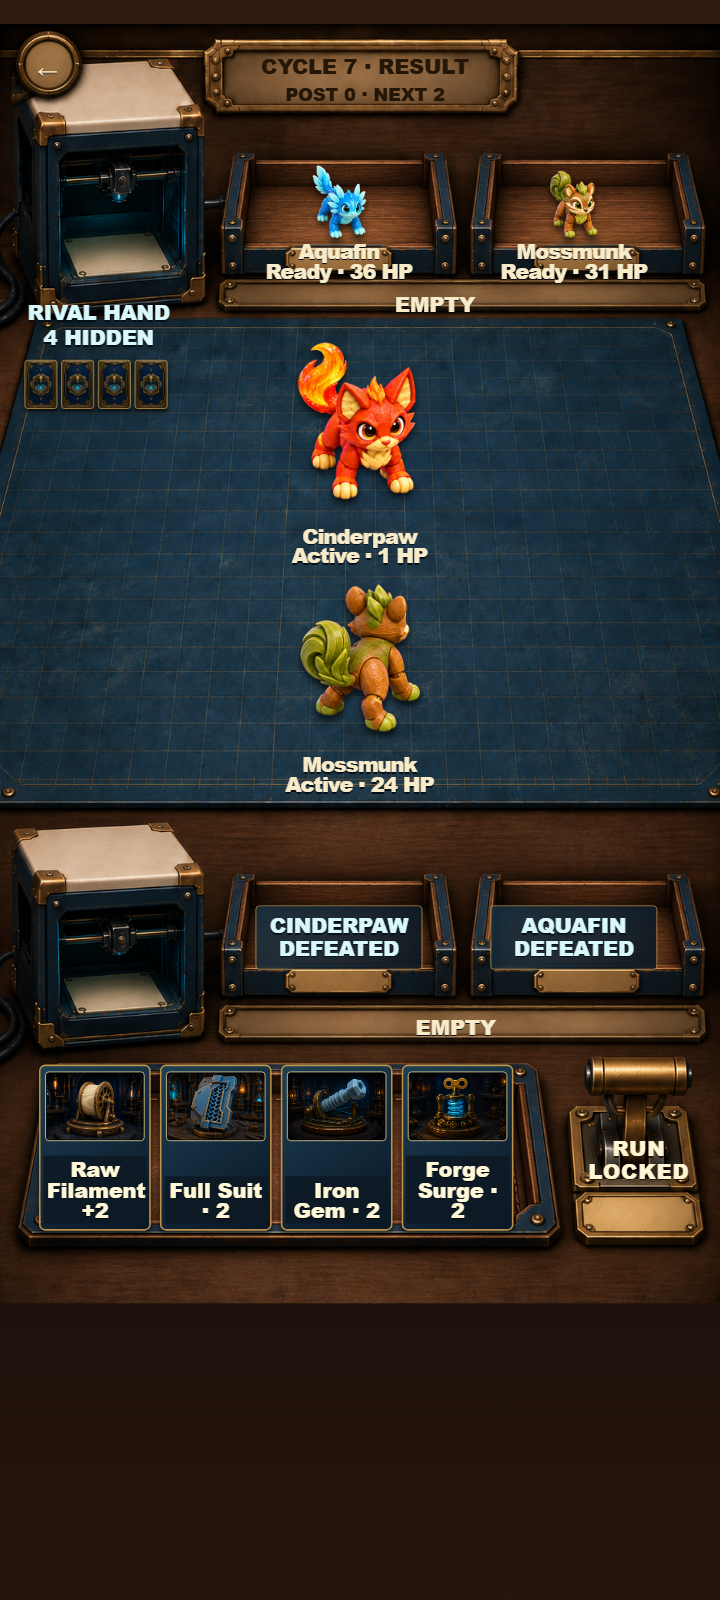 ←
CYCLE 7 · RESULT
POST 0 · NEXT 2
Aquafin
Ready · 36 HP
Mossmunk
Ready · 31 HP
EMPTY
RIVAL HAND
4 HIDDEN
Cinderpaw
Active · 1 HP
Mossmunk
Active · 24 HP
CINDERPAW
DEFEATED
AQUAFIN
DEFEATED
EMPTY
Raw
Filament
+2
Full Suit
· 2
Iron
Gem · 2
Forge
Surge ·
2
RUN
LOCKED